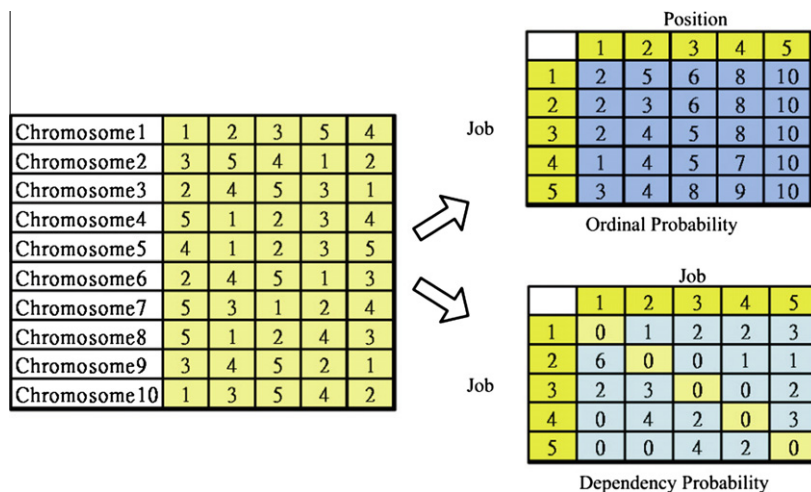 Chromosome1 1 2 3 5 4
Chromosome2 3 5 4 1 2
Chromosome3 2 4 5 3 1
Chromosome4 5 1 2 3 4
Chromosome5 4 1 2 3 5
Chromosome6 2 4 5 1 3
Chromosome7 5 3 1 2 4
Chromosome8 5 1 2 4 3
Chromosome9 3 4 5 2 1
Chromosome10 1 3 5 4 2
Position
1 2 3 4 5
1 2 5 6 8 10
2 2 3 6 8 10
Job
3 2 4 5 8 10
4 1 4 5 7 10
5 3 4 8 9 10
Ordinal Probability
Job
1 2 3 4 5
1 0 1 2 2 3
2 6 0 0 1 1
Job
3 2 3 0 0 2
4 0 4 2 0 3
5 0 0 4 2 0
Dependency Probability